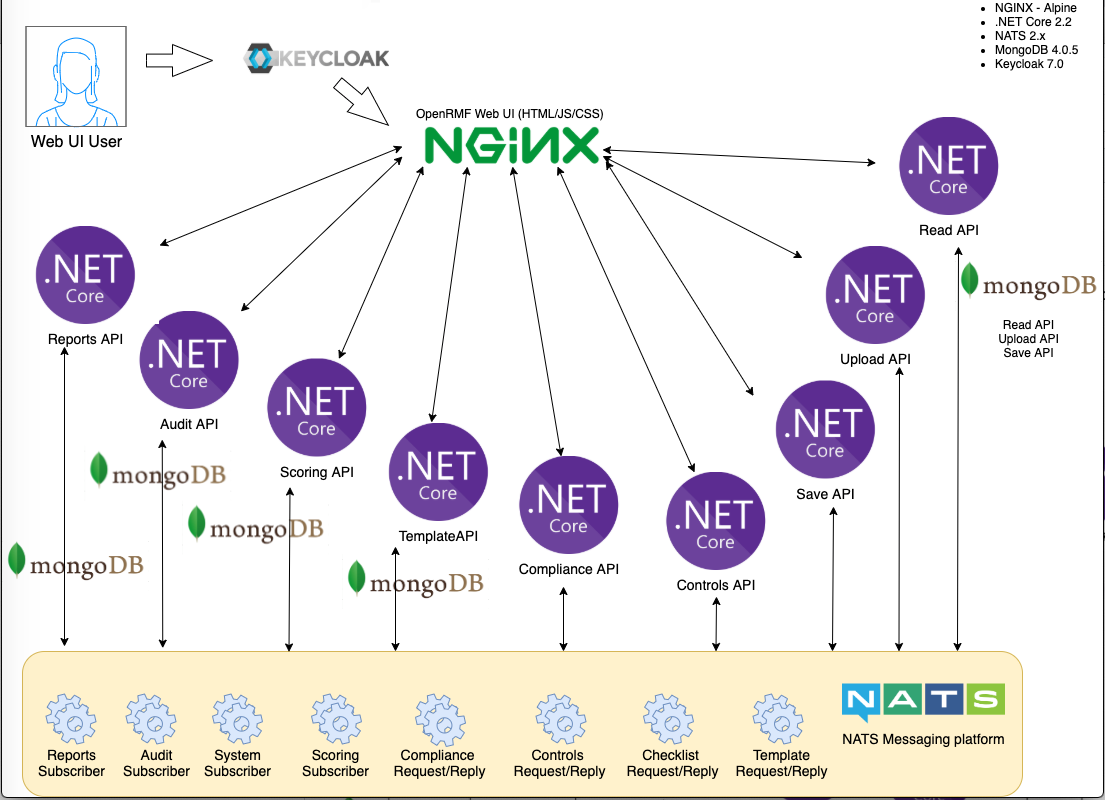 NGINX - Alpine
.NET Core 2.2
NATS 2.x
MongoDB 4.0.5
Keycloak 7.0
KEYCLOAK
Web UI User
OpenRMF Web UI (HTML/JS/CSS)
NGINX
.NET
Core
Read API
.NET
Core
Reports API
.NET
Core
Upload API
mongoDB
Read API
Upload API
Save API
.NET
Core
Audit API
.NET
Core
Scoring API
.NET
Core
Save API
.NET
Core
TemplateAPI
.NET
Core
Compliance API
.NET
Core
Controls API
mongoDB
mongoDB
mongoDB
mongoDB
Reports
Subscriber
Audit
Subscriber
System
Subscriber
Scoring
Subscriber
Compliance
Request/Reply
Controls
Request/Reply
Checklist
Request/Reply
Template
Request/Reply
NATS
NATS Messaging platform